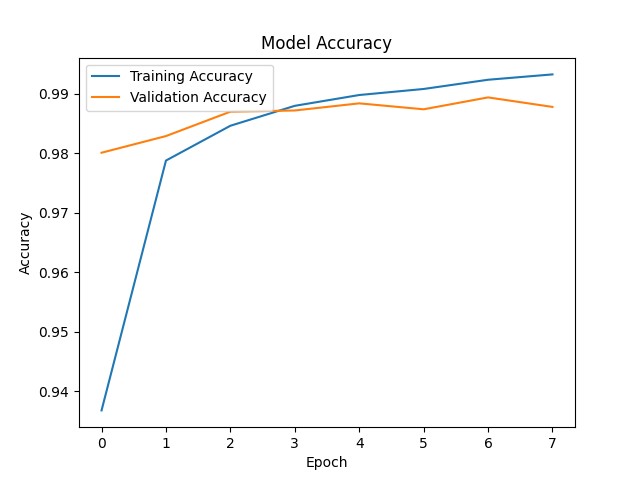 Model Accuracy
Training Accuracy
Validation Accuracy
0.99
0.98
0.97
0.96
0.95
0.94
Accuracy
0 1 2 3 4 5 6 7
Epoch